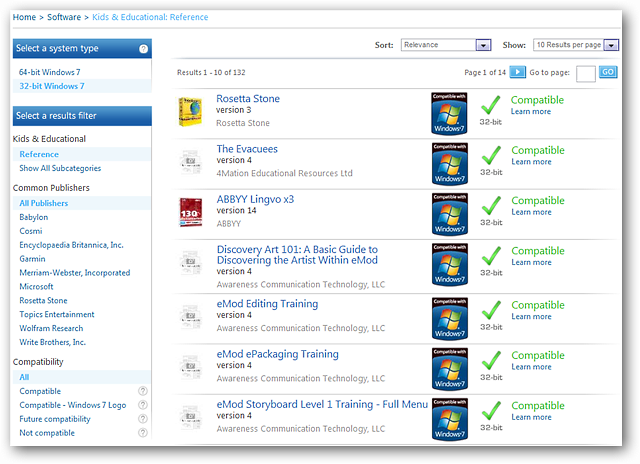 Home > Software > Kids & Educational: Reference
Select a system type ?
64-bit Windows 7
32-bit Windows 7
Select a results filter
Kids & Educational
Reference
Show All Subcategories
Common Publishers
All Publishers
Babylon
Cosmi
Encyclopaedia Britannica, Inc.
Garmin
Merriam-Webster, Incorporated
Microsoft
Rosetta Stone
Topics Entertainment
Wolfram Research
Write Brothers, Inc.
Compatibility
All
Compatible ?
Compatible - Windows 7 Logo ?
Future compatibility ?
Not compatible ?
Sort: Relevance Show: 10 Results per page
Results 1 -10 of 132 Page 1 of 14 Go to page: GO
Rosetta Stone
version 3
Rosetta Stone
Compatible with
Windows 7
32-bit
Compatible
Learn more
The Evacuees
version 4
4Mation Educational Resources Ltd
Compatible with
Windows 7
32-bit
Compatible
Learn more
ABBYY Lingvo x3
version 14
ABBYY
130
Compatible with
Windows 7
32-bit
Compatible
Learn more
Discovery Art 101: A Basic Guide to
Discovering the Artist Within eMod
version 4
Awareness Communication Technology, LLC
Compatible with
Windows 7
32-bit
Compatible
Learn more
eMod Editing Training
version 4
Awareness Communication Technology, LLC
Compatible with
Windows 7
32-bit
Compatible
Learn more
eMod ePackaging Training
version 4
Awareness Communication Technology, LLC
Compatible with
Windows 7
32-bit
Compatible
Learn more
eMod Storyboard Level 1 Training - Full Menu
version 4
Awareness Communication Technology, LLC
Compatible with
Windows 7
32-bit
Compatible
Learn more